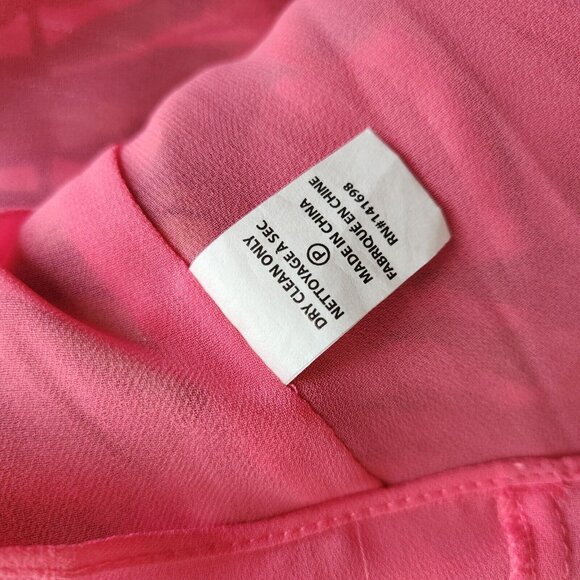 DRY CLEAN ONLY
NETTOYAGE A SEC
P
MADE IN CHINA
FABRIQUE EN CHINE
RN#141698